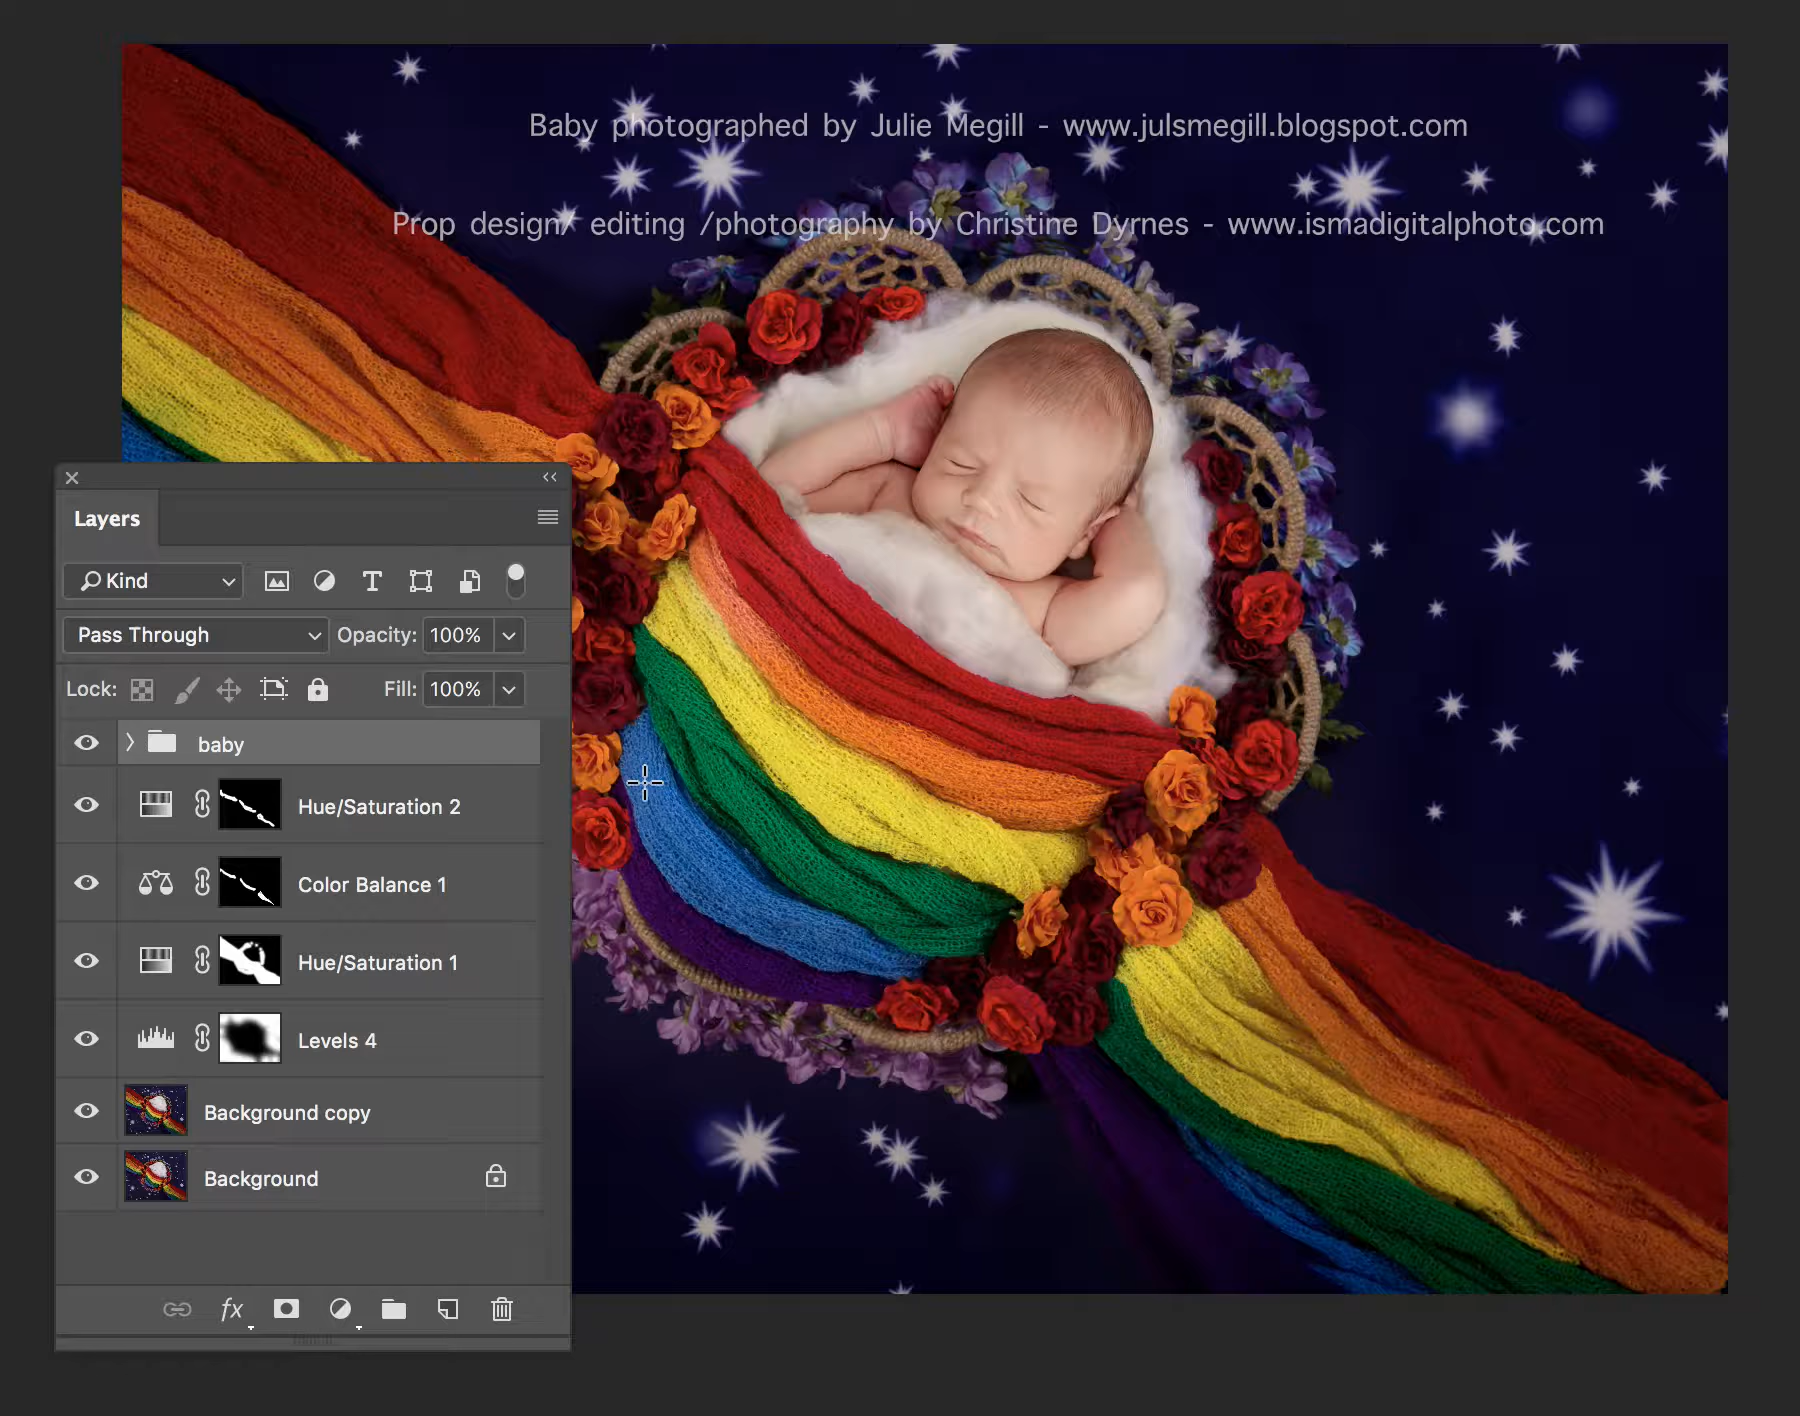 Baby photographed by Julie Megill - www.julsmegill.blogspot.com
Prop design/ editing /photography by Christine Dyrnes - www.ismadigitalphoto.com
Layers
Kind
Pass Through Opacity: 100%
Lock: Fill: 100%
baby
Hue/Saturation 2
Color Balance 1
Hue/Saturation 1
Levels 4
Background copy
Background
fx